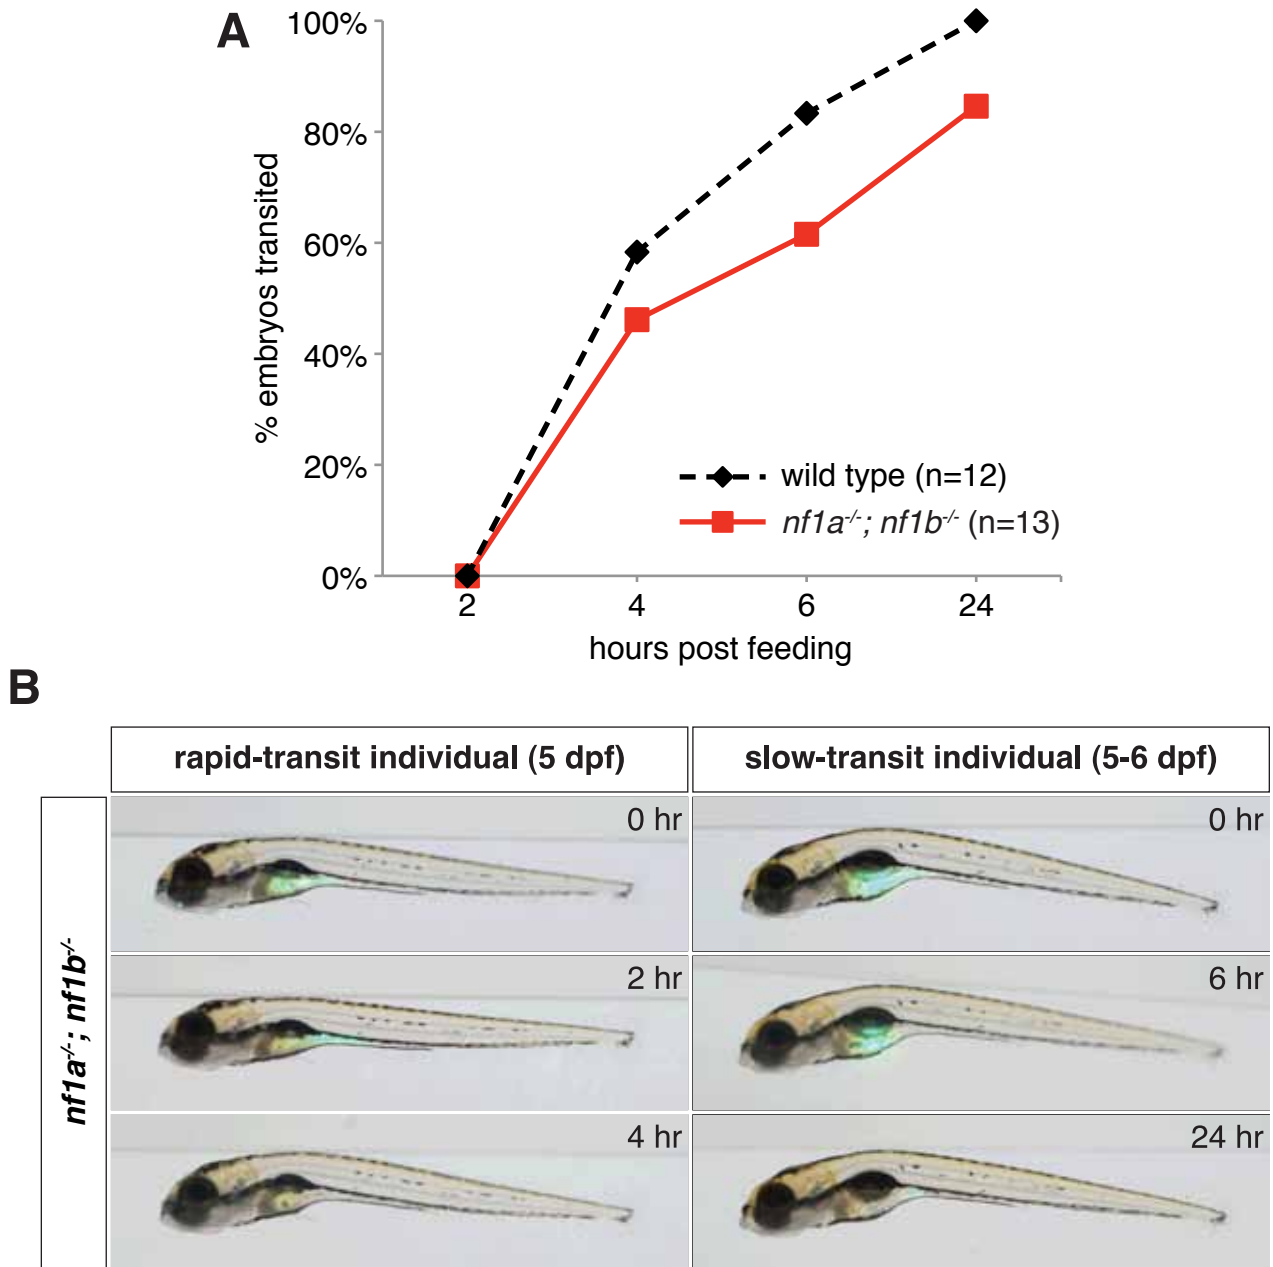 A
100%
80%
60%
40%
20%
0%
% embryos transited
2 4 6 24
hours post feeding
wild type (n=12)
nf1a-/-; nf1b-/- (n=13)
B
rapid-transit individual (5 dpf) slow-transit individual (5-6 dpf)
nf1a-/-; nf1b-/-
0 hr 0 hr
2 hr 6 hr
4 hr 24 hr